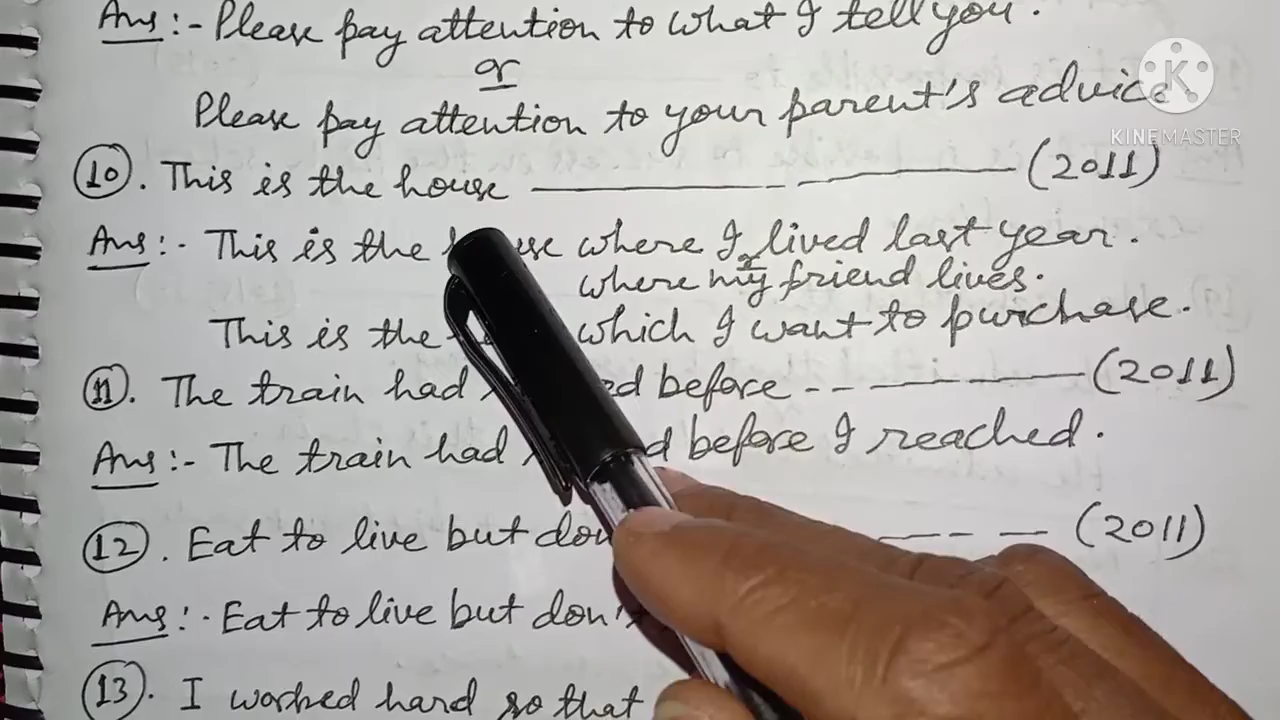 Ans :- Please pay attention to what I tell you.
or
Please pay attention to your parent's advice
KINEMASTER
10. This is the house (2011)
Ans :- This is the where I lived last year.
or
where my friend lives.
This is the which I want to purchase.
11. The train had before (2011)
Ans :- The train had before I reached.
12. Eat to live but (2011)
Ans :- Eat to live but
13. I worked hard so that